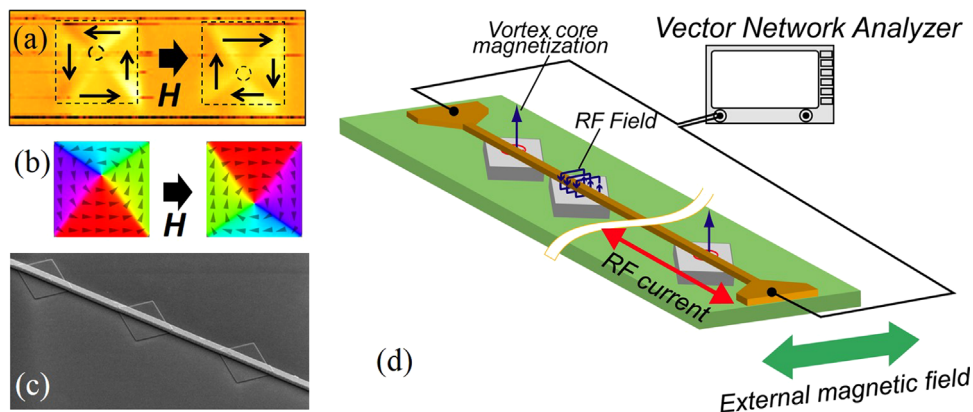 (a)
H
(b)
H
(c)
Vortex core
magnetization
RF Field
Vector Network Analyzer
RF current
External magnetic field
(d)